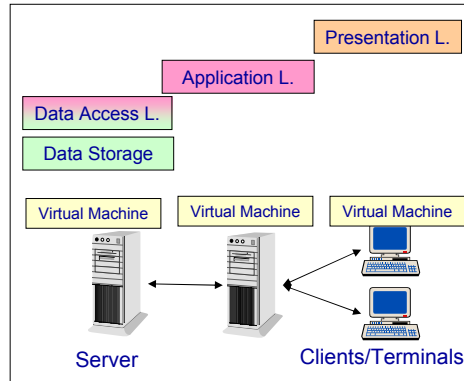 Presentation L.
Application L.
Data Access L.
Data Storage
Virtual Machine Virtual Machine Virtual Machine
Server Clients/Terminals